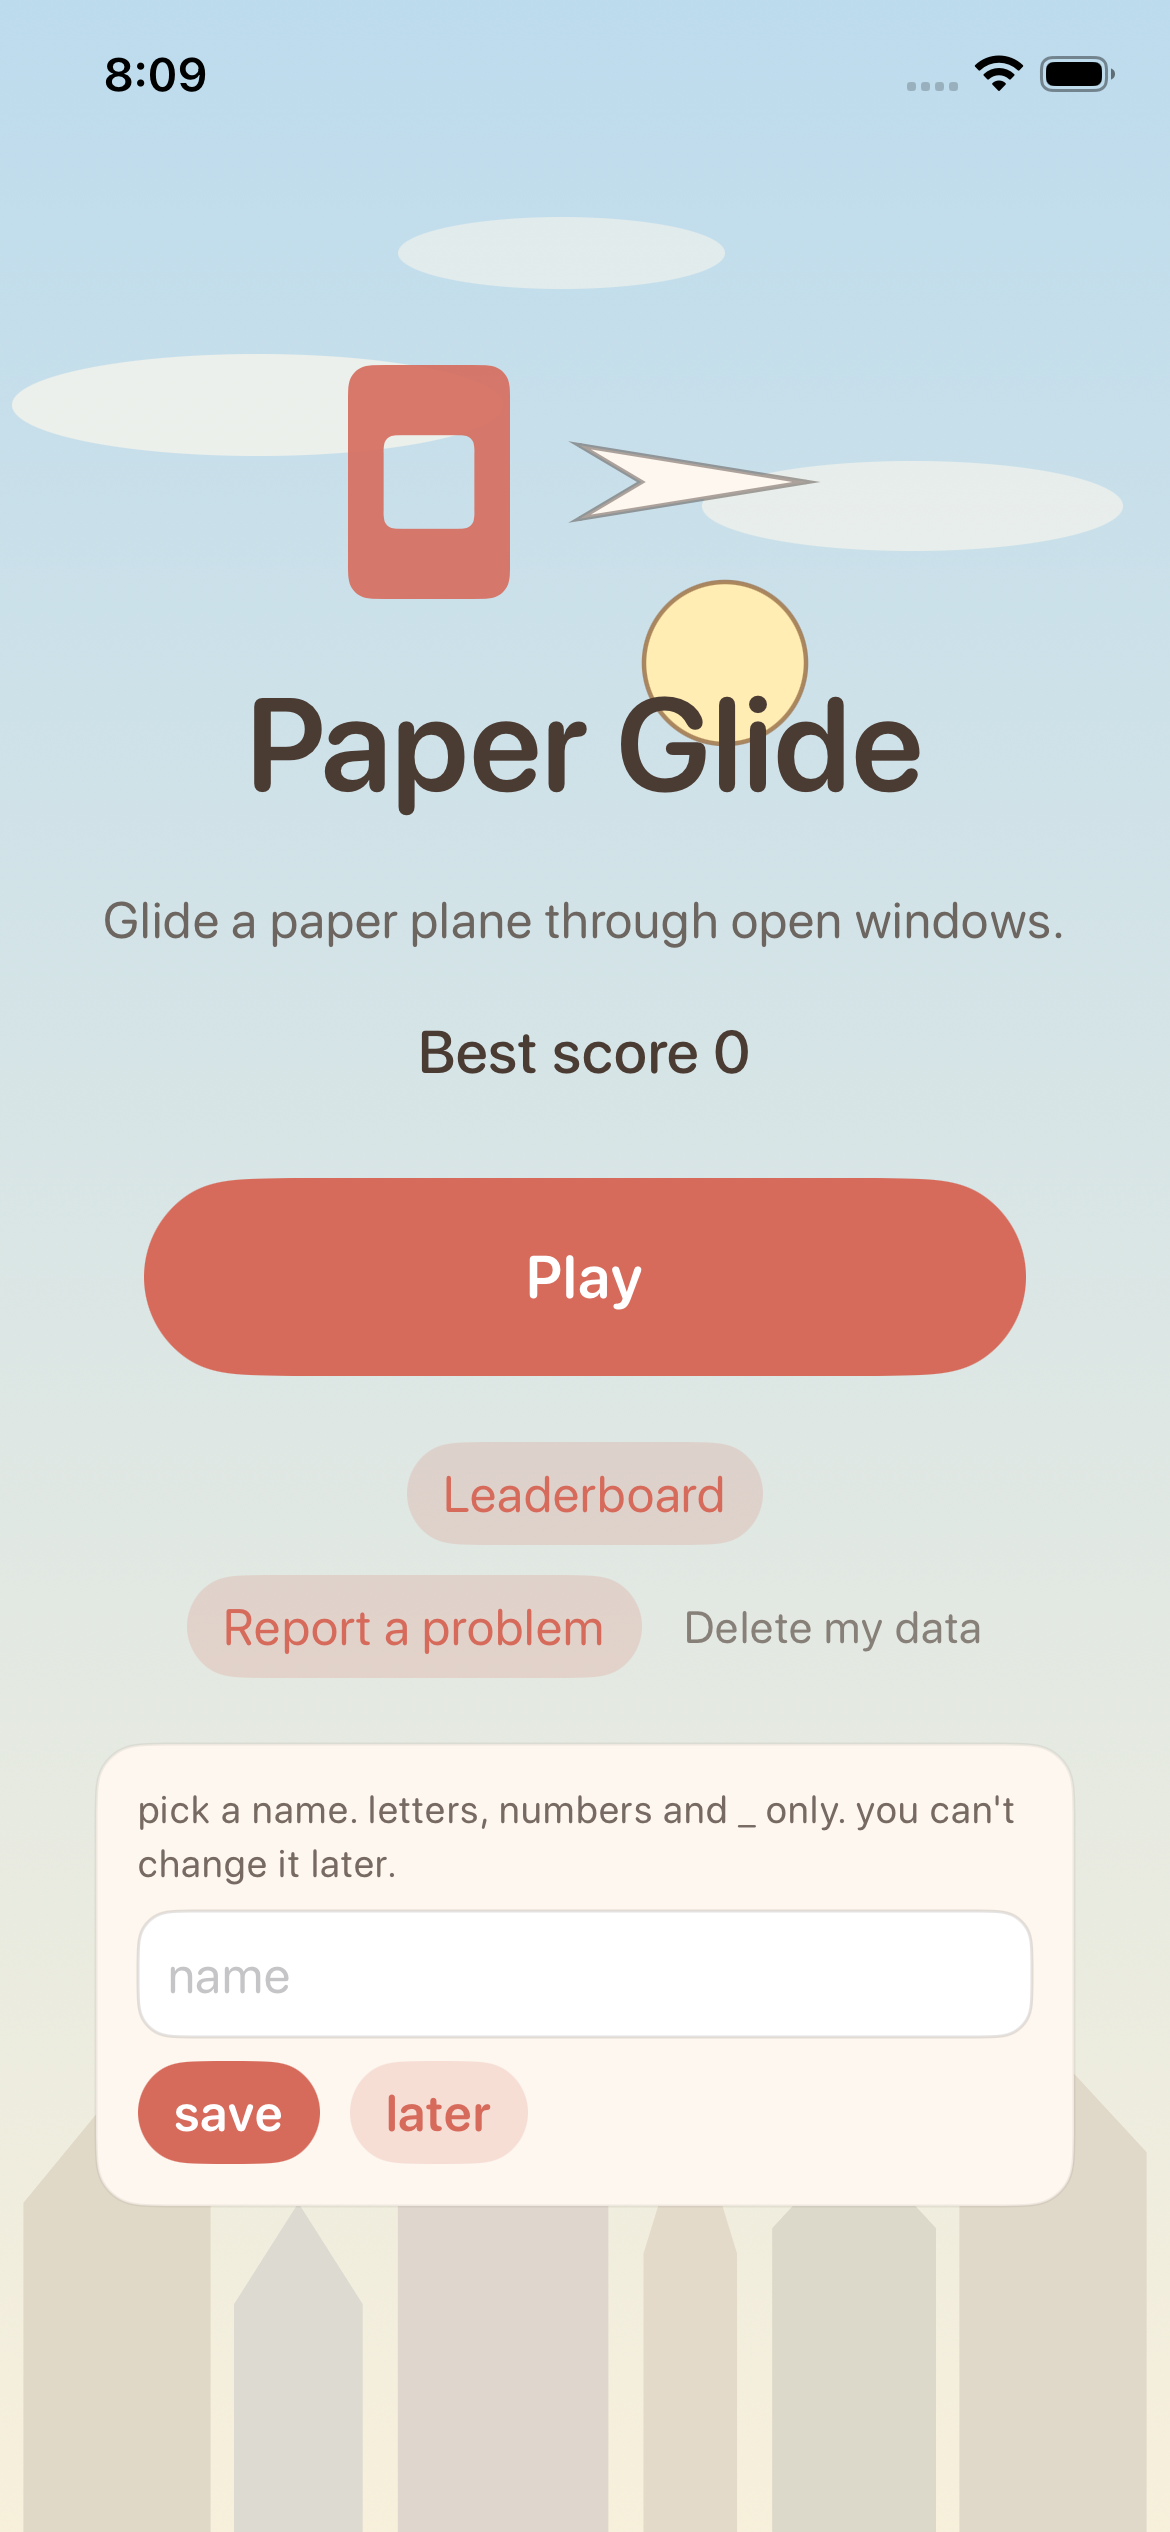 8:09
Paper Glide
Glide a paper plane through open windows.
Best score 0
Play
Leaderboard
Report a problem
Delete my data
pick a name. letters, numbers and _ only. you can't
change it later.
name
save
later